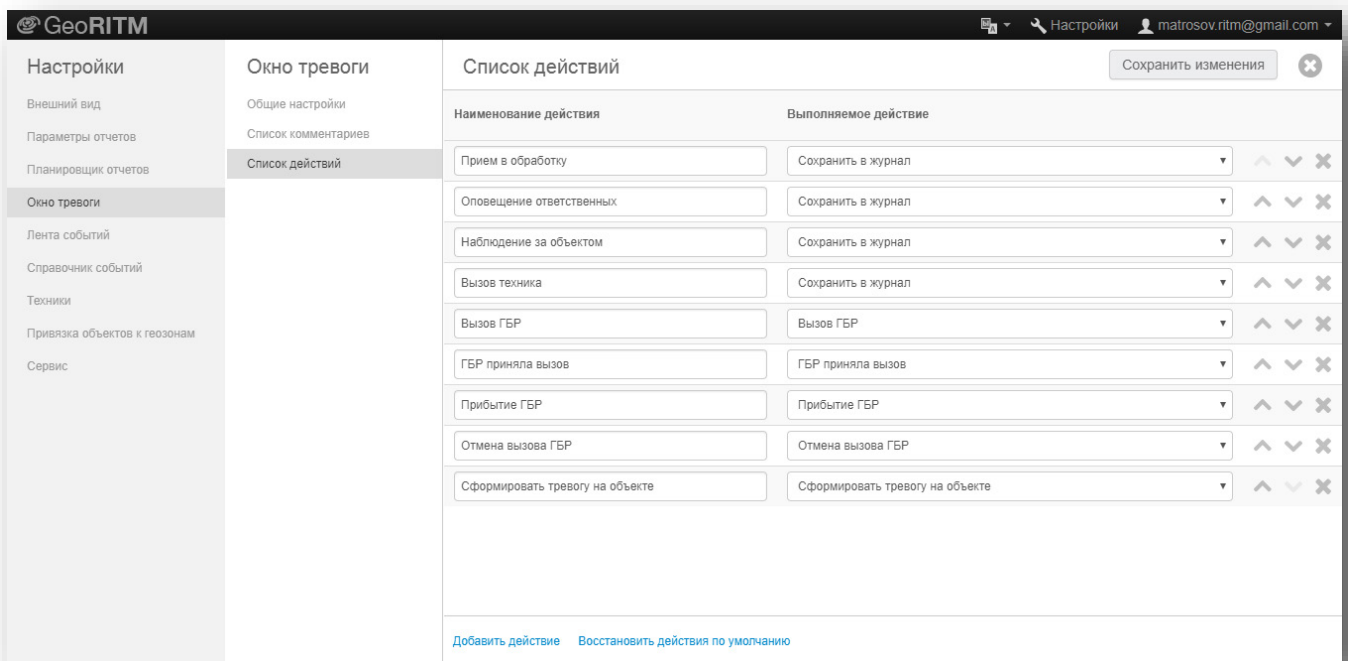 GeoRITM
Настройки
matrosov.ritm@gmail.com
Настройки
Внешний вид
Параметры отчетов
Планировщик отчетов
Окно тревоги
Лента событий
Справочник событий
Техники
Привязка объектов к геозонам
Сервис
Окно тревоги
Общие настройки
Список комментариев
Список действий
Список действий
Сохранить изменения
Наименование действия Выполняемое действие
Прием в обработку Сохранить в журнал
Оповещение ответственных Сохранить в журнал
Наблюдение за объектом Сохранить в журнал
Вызов техника Сохранить в журнал
Вызов ГБР Вызов ГБР
ГБР приняла вызов ГБР приняла вызов
Прибытие ГБР Прибытие ГБР
Отмена вызова ГБР Отмена вызова ГБР
Сформировать тревогу на объекте Сформировать тревогу на объекте
Добавить действие Восстановить действия по умолчанию